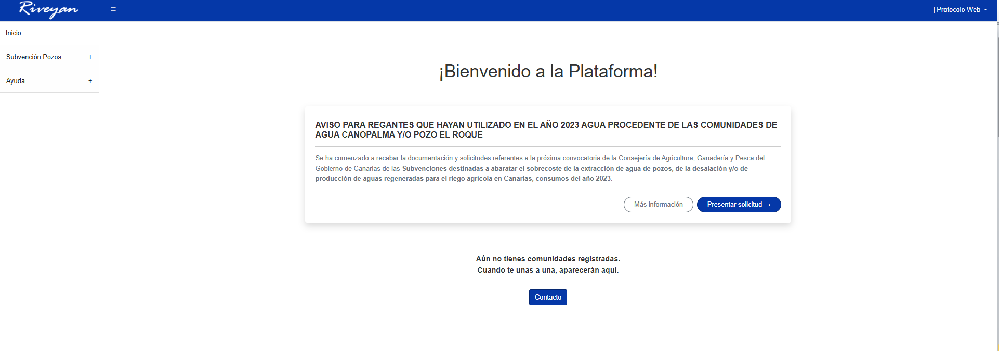 Riveyan
| Protocolo Web
Inicio
Subvención Pozos +
Ayuda +
¡Bienvenido a la Plataforma!
AVISO PARA REGANTES QUE HAYAN UTILIZADO EN EL AÑO 2023 AGUA PROCEDENTE DE LAS COMUNIDADES DE
AGUA CANOPALMA Y/O POZO EL ROQUE
Se ha comenzado a recabar la documentación y solicitudes referentes a la próxima convocatoria de la Consejería de Agricultura, Ganadería y Pesca del
Gobierno de Canarias de las Subvenciones destinadas a abaratar el sobrecoste de la extracción de agua de pozos, de la desalación y/o de
producción de aguas regeneradas para el riego agrícola en Canarias, consumos del año 2023.
Más información
Presentar solicitud →
Aún no tienes comunidades registradas.
Cuando te unas a una, aparecerán aquí.
Contacto